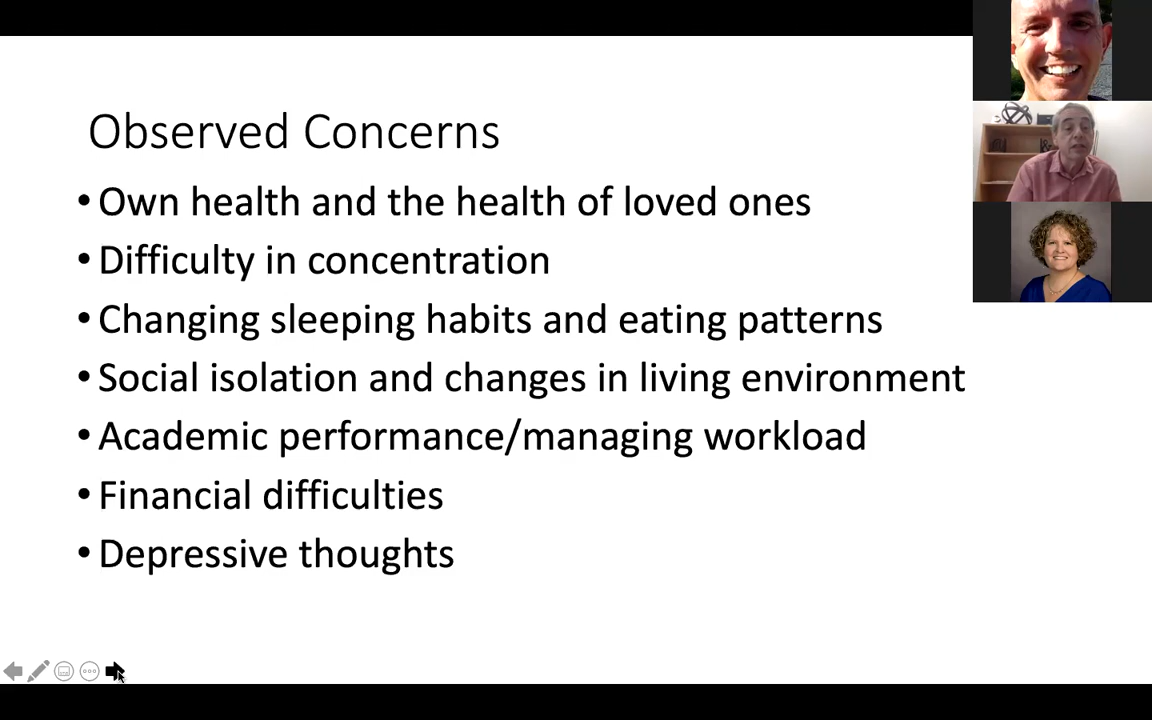 Observed Concerns
• Own health and the health of loved ones
• Difficulty in concentration
• Changing sleeping habits and eating patterns
• Social isolation and changes in living environment
• Academic performance/managing workload
• Financial difficulties
• Depressive thoughts